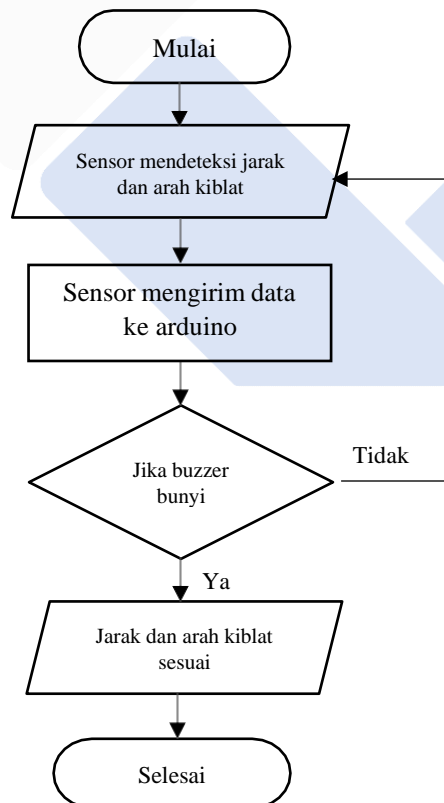 Mulai
Sensor mendeteksi jarak
dan arah kiblat
Sensor mengirim data
ke arduino
Jika buzzer
bunyi
Tidak
Ya
Jarak dan arah kiblat
sesuai
Selesai